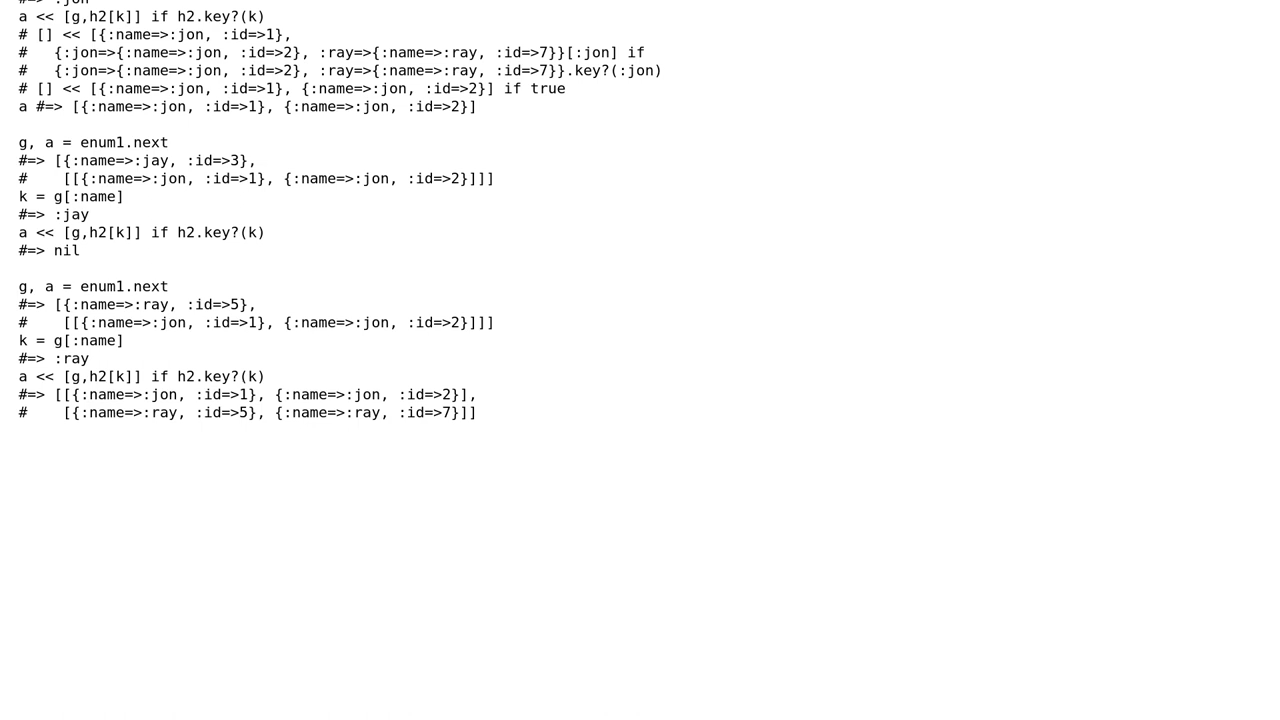 #=> :jon
a << [g,h2[k]] if h2.key?(k)
# [] << [{:name=>:jon, :id=>1},
#   {:jon=>{:name=>:jon, :id=>2}, :ray=>{:name=>:ray, :id=>7}}[:jon] if
#   {:jon=>{:name=>:jon, :id=>2}, :ray=>{:name=>:ray, :id=>7}}.key?(:jon)
# [] << [{:name=>:jon, :id=>1}, {:name=>:jon, :id=>2}] if true
a #=> [{:name=>:jon, :id=>1}, {:name=>:jon, :id=>2}]

g, a = enum1.next
#=> [{:name=>:jay, :id=>3},
#    [[{:name=>:jon, :id=>1}, {:name=>:jon, :id=>2}]]]
k = g[:name]
#=> :jay
a << [g,h2[k]] if h2.key?(k)
#=> nil

g, a = enum1.next
#=> [{:name=>:ray, :id=>5},
#    [[{:name=>:jon, :id=>1}, {:name=>:jon, :id=>2}]]]
k = g[:name]
#=> :ray
a << [g,h2[k]] if h2.key?(k)
#=> [[{:name=>:jon, :id=>1}, {:name=>:jon, :id=>2}],
#    [{:name=>:ray, :id=>5}, {:name=>:ray, :id=>7}]]